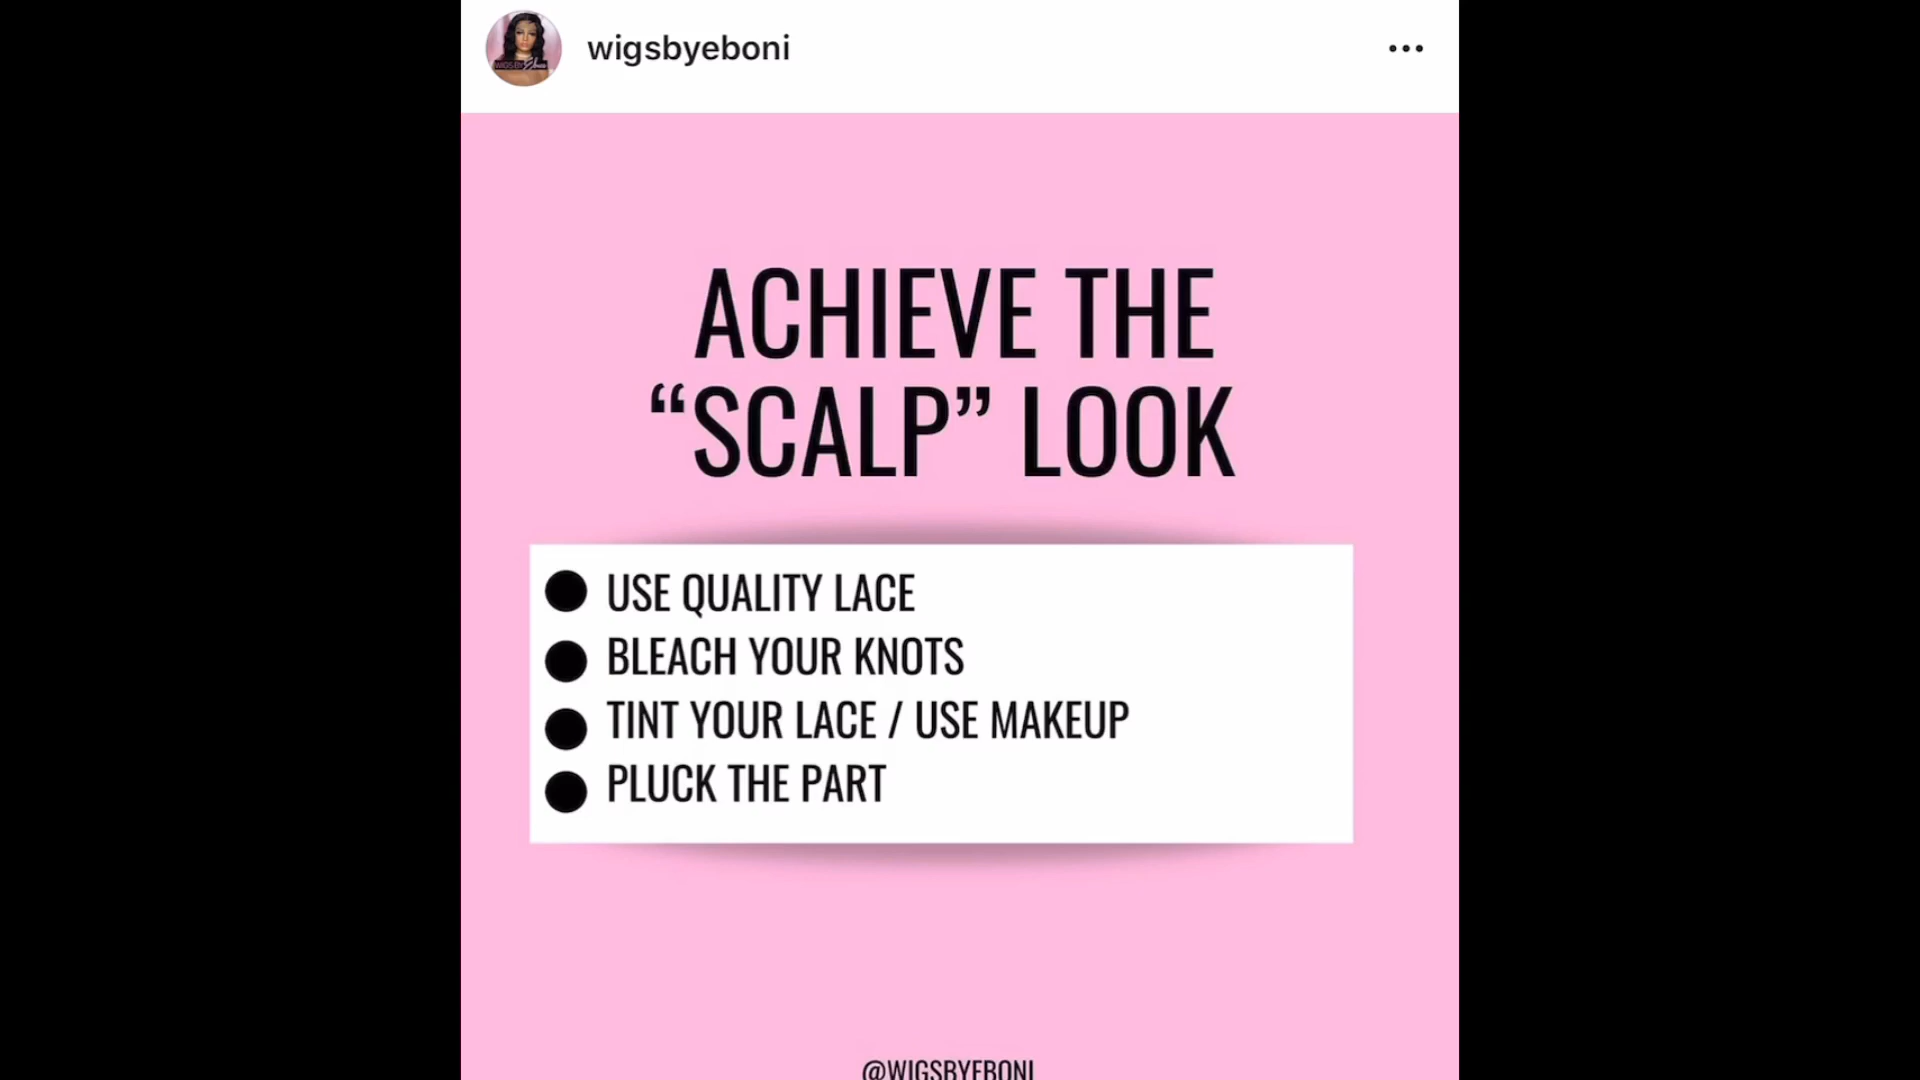 wigsbyeboni
ACHIEVE THE
“SCALP” LOOK
USE QUALITY LACE
BLEACH YOUR KNOTS
TINT YOUR LACE / USE MAKEUP
PLUCK THE PART
@WIGSBYEBONI